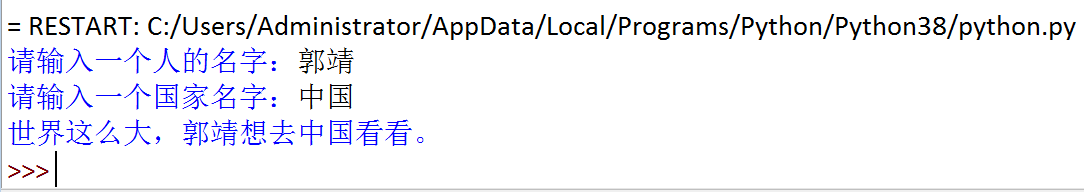 = RESTART: C:/Users/Administrator/AppData/Local/Programs/Python/Python38/python.py
请输入一个人的名字：郭靖
请输入一个国家名字：中国
世界这么大，郭靖想去中国看看。
>>>